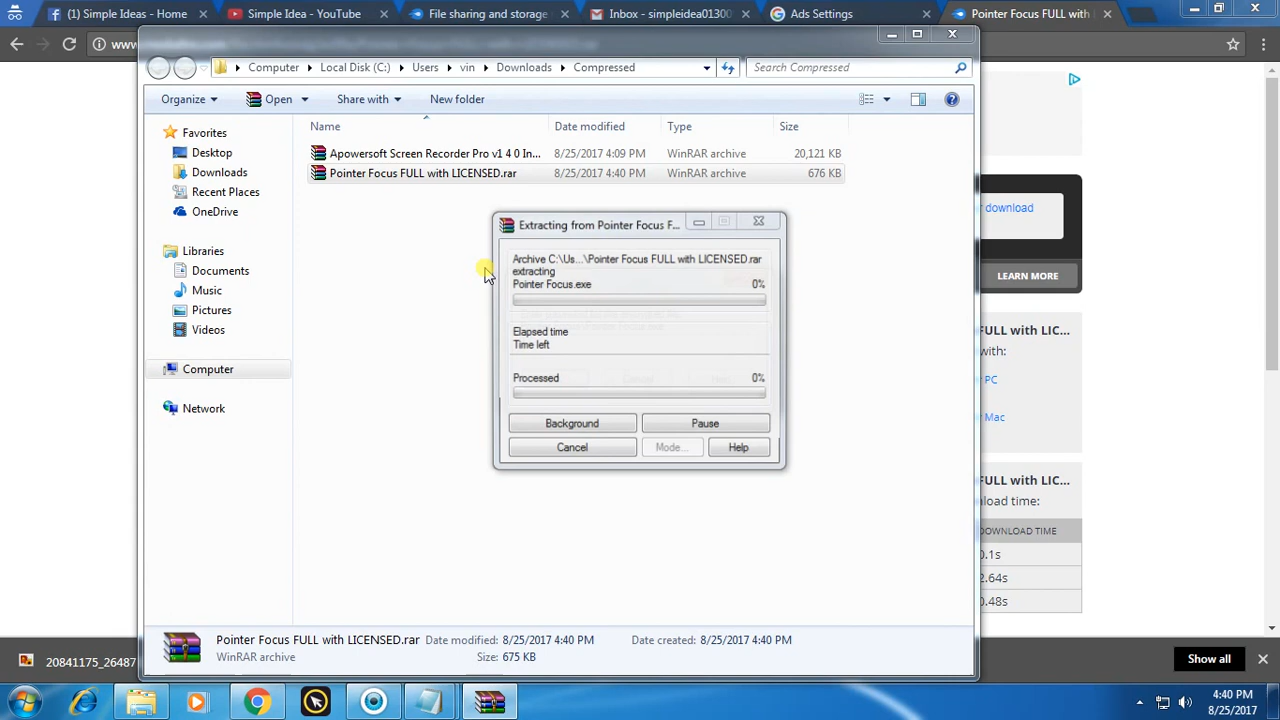 (1) Simple Ideas - Home
Simple Idea - YouTube
File sharing and storage
Inbox - simpleidea01300
Ads Settings
Pointer Focus FULL with
www
Computer Local Disk (C:) Users vin Downloads Compressed
Search Compressed
Organize Open Share with New folder
Name Date modified Type Size
Apowersoft Screen Recorder Pro v1 4 0 In... 8/25/2017 4:09 PM WinRAR archive 20,121 KB
Pointer Focus FULL with LICENSED.rar 8/25/2017 4:40 PM WinRAR archive 676 KB
Favorites
Desktop
Downloads
Recent Places
OneDrive
Libraries
Documents
Music
Pictures
Videos
Computer
Network
Extracting from Pointer Focus F...
Archive C:\Us...\Pointer Focus FULL with LICENSED.rar
extracting
Pointer Focus.exe 0%
Elapsed time
Time left
Processed 0%
Background Pause
Cancel Mode... Help
r download
LEARN MORE
FULL with LIC...
with:
PC
Mac
FULL with LIC...
load time:
DOWNLOAD TIME
0.1s
2.64s
0.48s
Pointer Focus FULL with LICENSED.rar Date modified: 8/25/2017 4:40 PM Date created: 8/25/2017 4:40 PM
WinRAR archive Size: 675 KB
20841175_26487
Show all
4:40 PM
8/25/2017